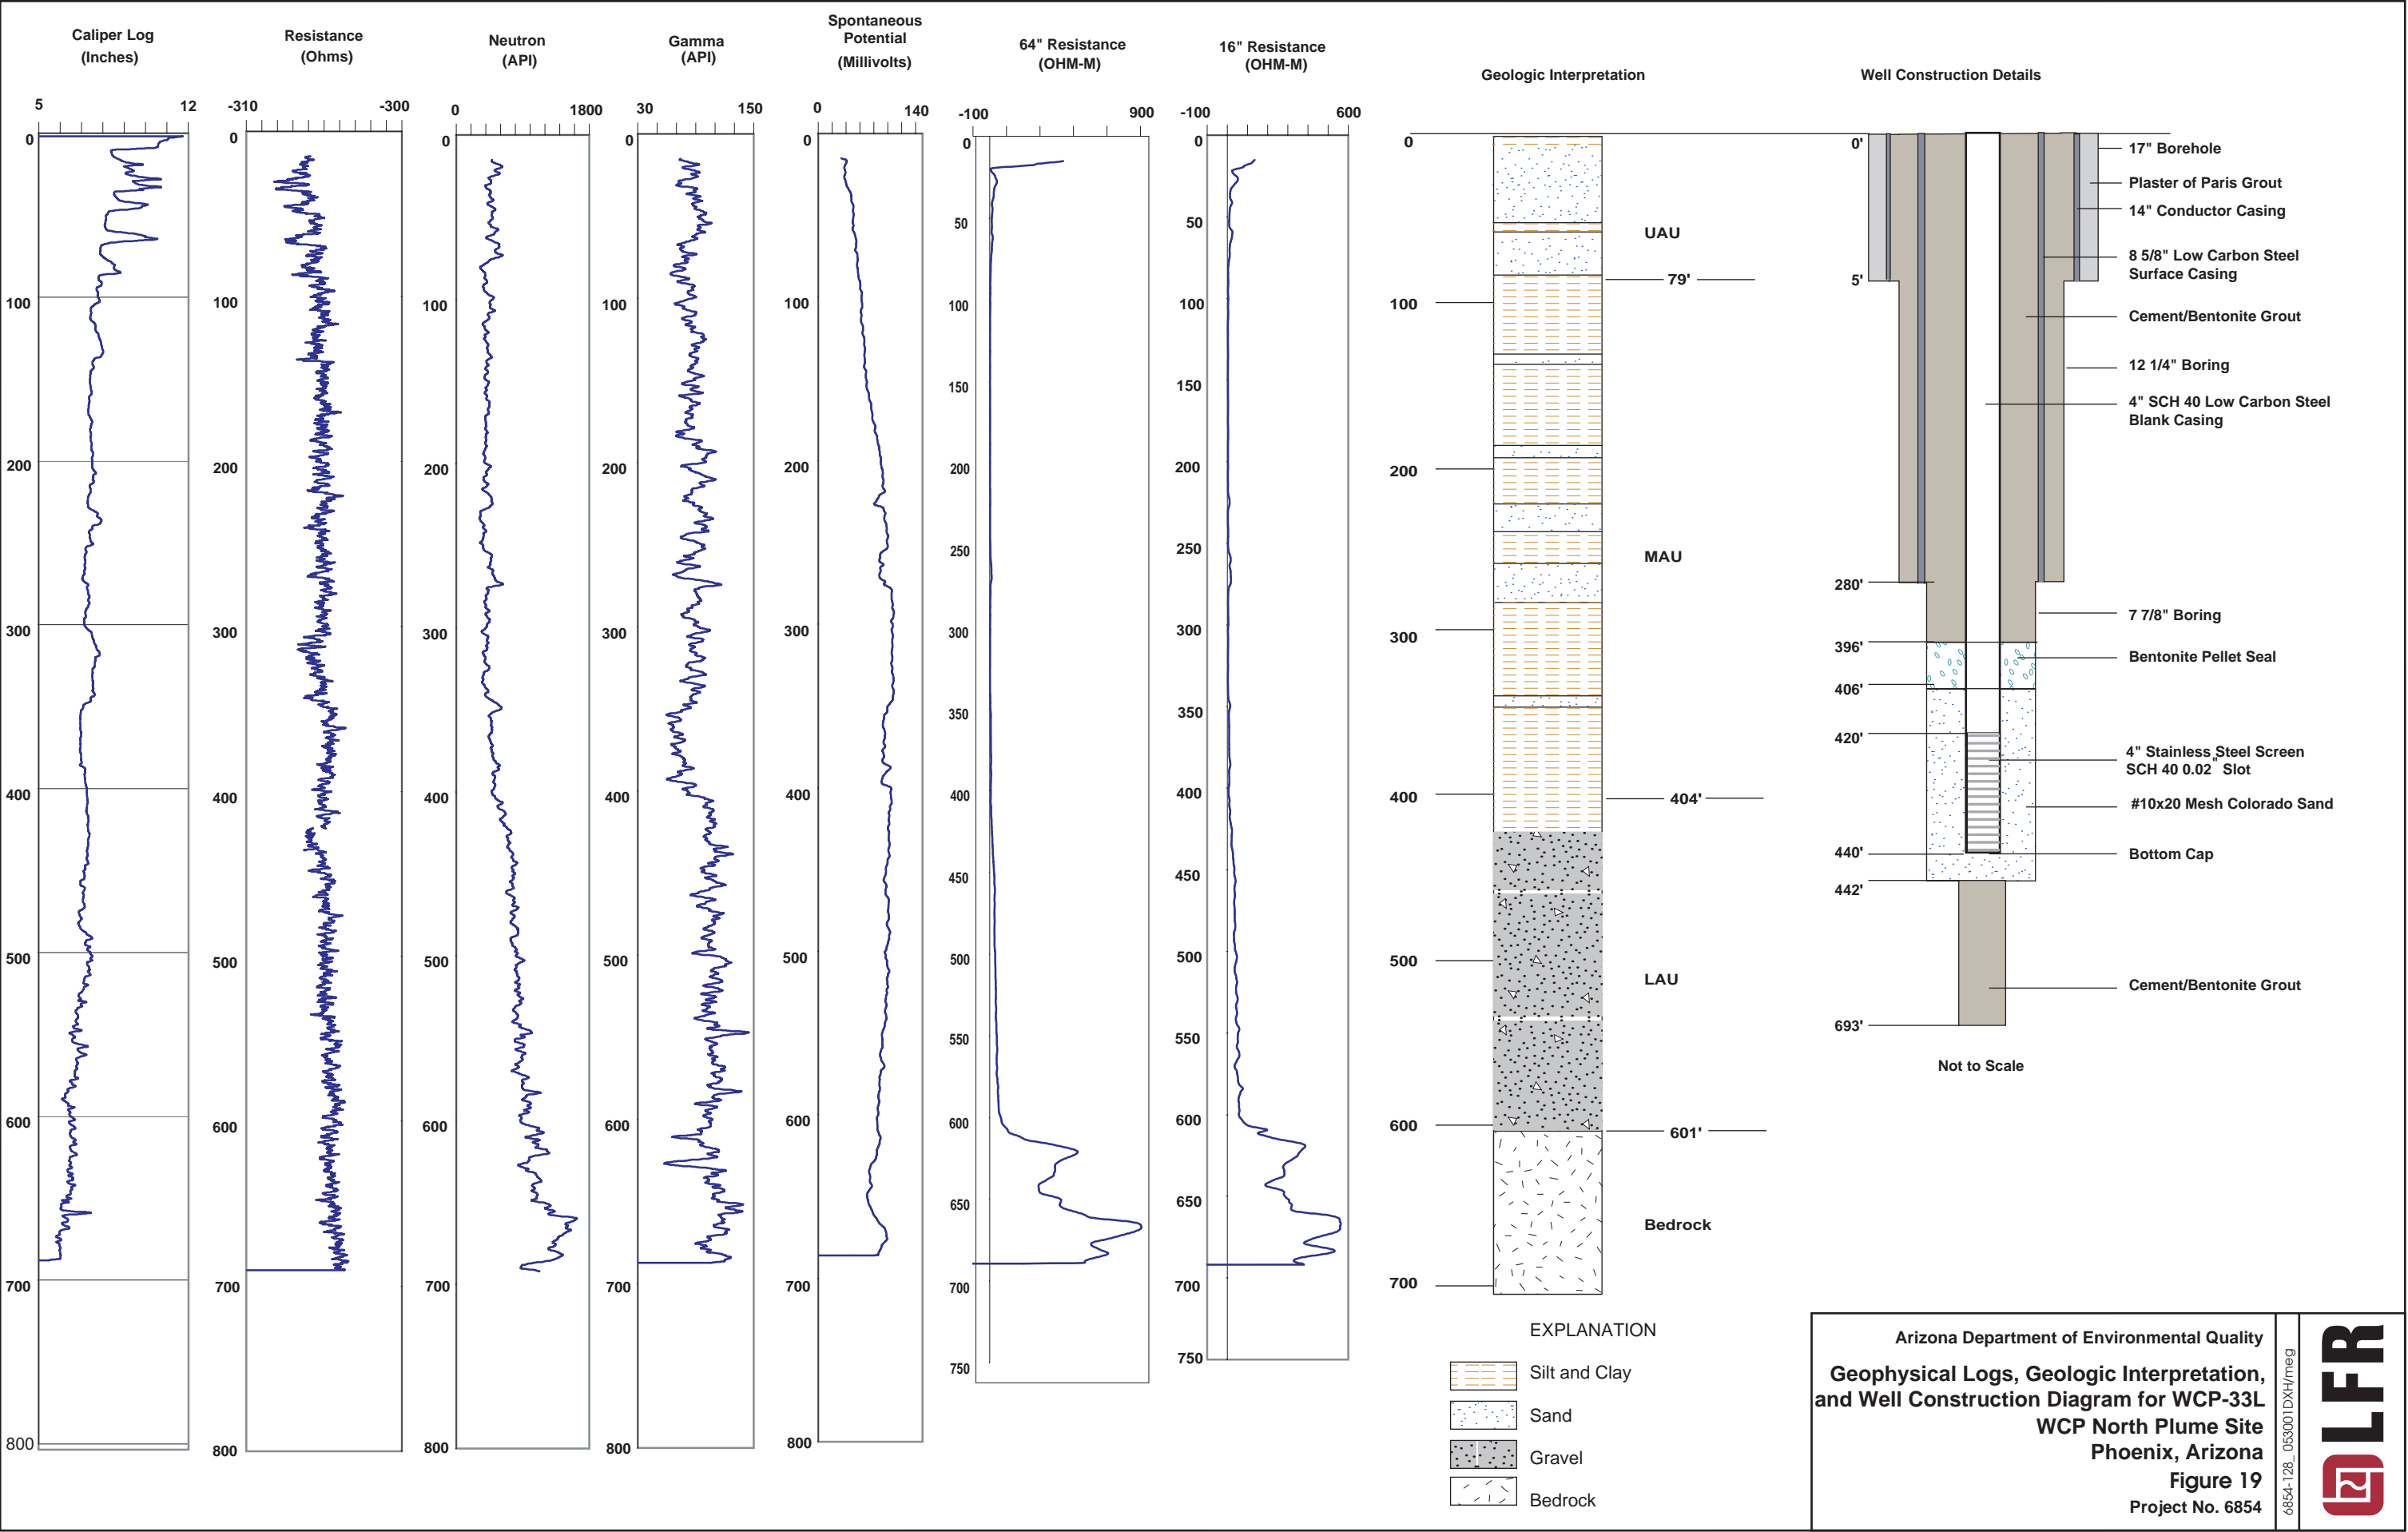 Caliper Log
(Inches)
5 12
0
100
200
300
400
500
600
700
800
Resistance
(Ohms)
-310 -300
0
100
200
300
400
500
600
700
800
Neutron
(API)
0 1800
0
100
200
300
400
500
600
700
800
Gamma
(API)
30 150
0
100
200
300
400
500
600
700
800
Spontaneous
Potential
(Millivolts)
0 140
0
100
200
300
400
500
600
700
800
64" Resistance
(OHM-M)
-100 900
0
50
100
150
200
250
300
350
400
450
500
550
600
650
700
750
16" Resistance
(OHM-M)
-100 600
0
50
100
150
200
250
300
350
400
450
500
550
600
650
700
750
Geologic Interpretation
0
100
200
300
400
500
600
700
UAU
79'
MAU
404'
LAU
601'
Bedrock
Well Construction Details
0'
5'
280'
396'
406'
420'
440'
442'
693'
17" Borehole
Plaster of Paris Grout
14" Conductor Casing
8 5/8" Low Carbon Steel
Surface Casing
Cement/Bentonite Grout
12 1/4" Boring
4" SCH 40 Low Carbon Steel
Blank Casing
7 7/8" Boring
Bentonite Pellet Seal
4" Stainless Steel Screen
SCH 40 0.02" Slot
#10x20 Mesh Colorado Sand
Bottom Cap
Cement/Bentonite Grout
Not to Scale
EXPLANATION
Silt and Clay
Sand
Gravel
Bedrock
Arizona Department of Environmental Quality
Geophysical Logs, Geologic Interpretation,
and Well Construction Diagram for WCP-33L
WCP North Plume Site
Phoenix, Arizona
Figure 19
Project No. 6854
6854-128_ 053001DXH/meg
LFR